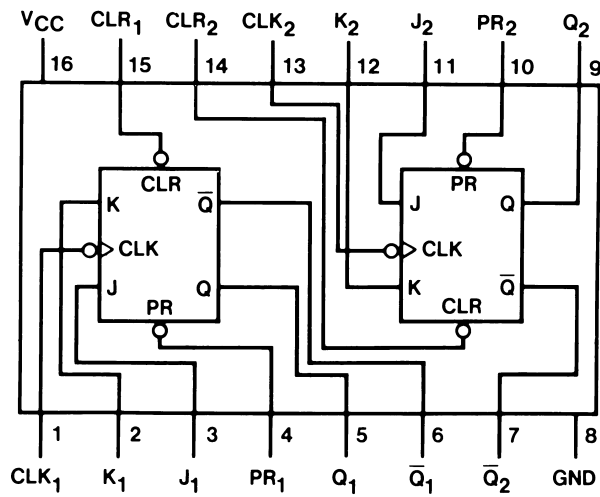 VCC CLR1 CLR2 CLK2 K2 J2 PR2 Q2
16 15 14 13 12 11 10 9
CLR PR
K Q̅ J Q
CLK CLK
J Q K Q̅
PR CLR
1 2 3 4 5 6 7 8
CLK1 K1 J1 PR1 Q1 Q̅1 Q̅2 GND